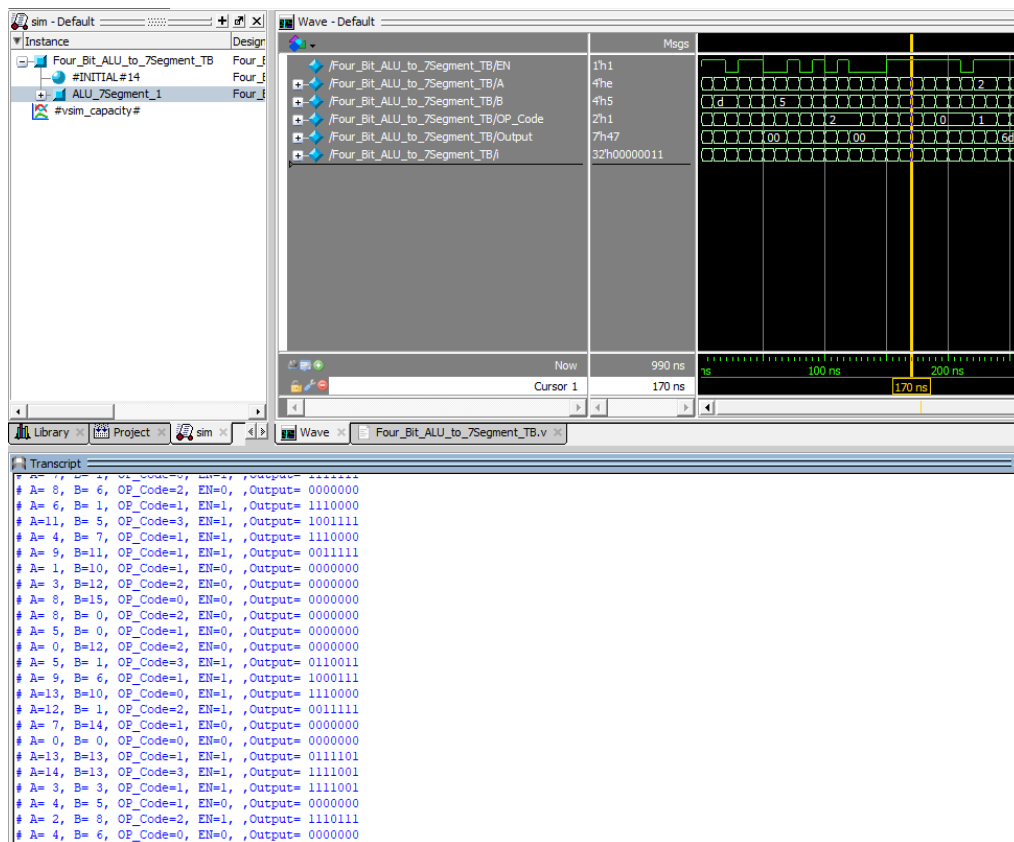 sim - Default
Instance Design
Four_Bit_ALU_to_7Segment_TB Four_B
#INITIAL#14 Four_B
ALU_7Segment_1 Four_B
#vsim_capacity#
Library Project sim
Wave - Default
Msgs
/Four_Bit_ALU_to_7Segment_TB/EN 1'h1
/Four_Bit_ALU_to_7Segment_TB/A 4'he 2
/Four_Bit_ALU_to_7Segment_TB/B 4'h5 d 5
/Four_Bit_ALU_to_7Segment_TB/OP_Code 2'h1 2 0 1
/Four_Bit_ALU_to_7Segment_TB/Output 7'h47 00 00 6d
/Four_Bit_ALU_to_7Segment_TB/i 32'h00000011
Now 990 ns ns 100 ns 200 ns
Cursor 1 170 ns 170 ns
Wave Four_Bit_ALU_to_7Segment_TB.v
Transcript
# A= 8, B= 6, OP_Code=2, EN=0, ,Output= 0000000
# A= 6, B= 1, OP_Code=1, EN=1, ,Output= 1110000
# A=11, B= 5, OP_Code=3, EN=1, ,Output= 1001111
# A= 4, B= 7, OP_Code=1, EN=1, ,Output= 1110000
# A= 9, B=11, OP_Code=1, EN=1, ,Output= 0011111
# A= 1, B=10, OP_Code=1, EN=0, ,Output= 0000000
# A= 3, B=12, OP_Code=2, EN=0, ,Output= 0000000
# A= 8, B=15, OP_Code=0, EN=0, ,Output= 0000000
# A= 8, B= 0, OP_Code=2, EN=0, ,Output= 0000000
# A= 5, B= 0, OP_Code=1, EN=0, ,Output= 0000000
# A= 0, B=12, OP_Code=2, EN=0, ,Output= 0000000
# A= 5, B= 1, OP_Code=3, EN=1, ,Output= 0110011
# A= 9, B= 6, OP_Code=1, EN=1, ,Output= 1000111
# A=13, B=10, OP_Code=0, EN=1, ,Output= 1110000
# A=12, B= 1, OP_Code=2, EN=1, ,Output= 0011111
# A= 7, B=14, OP_Code=1, EN=0, ,Output= 0000000
# A= 0, B= 0, OP_Code=0, EN=0, ,Output= 0000000
# A=13, B=13, OP_Code=1, EN=1, ,Output= 0111101
# A=14, B=13, OP_Code=3, EN=1, ,Output= 1111001
# A= 3, B= 3, OP_Code=1, EN=1, ,Output= 1111001
# A= 4, B= 5, OP_Code=1, EN=0, ,Output= 0000000
# A= 2, B= 8, OP_Code=2, EN=1, ,Output= 1110111
# A= 4, B= 6, OP_Code=0, EN=0, ,Output= 0000000